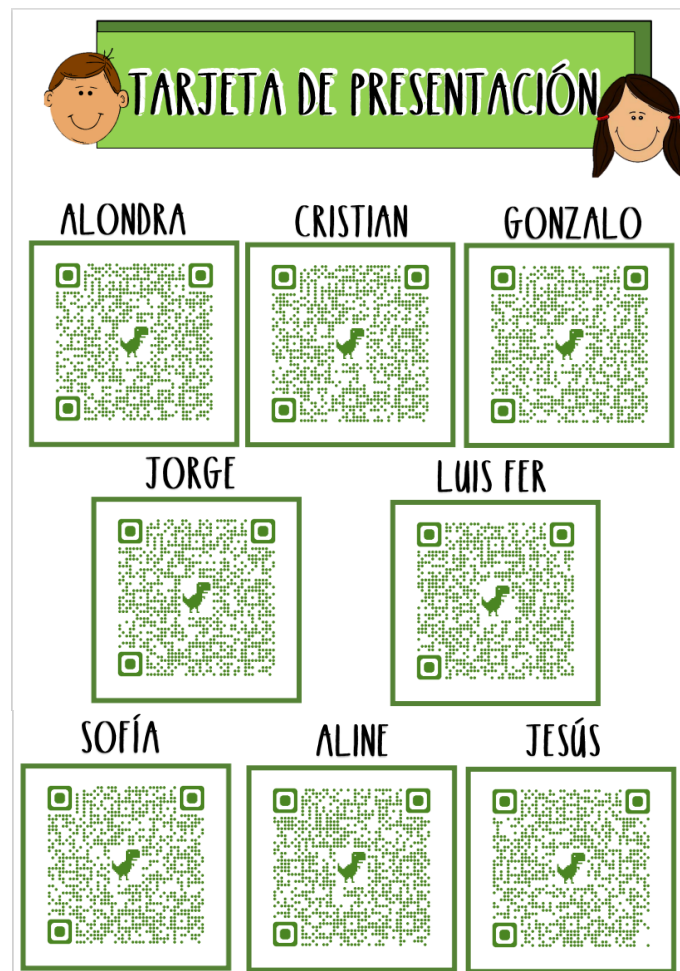 TARJETA DE PRESENTACIÓN
ALONDRA CRISTIAN GONZALO
JORGE LUIS FER
SOFÍA ALINE JESÚS